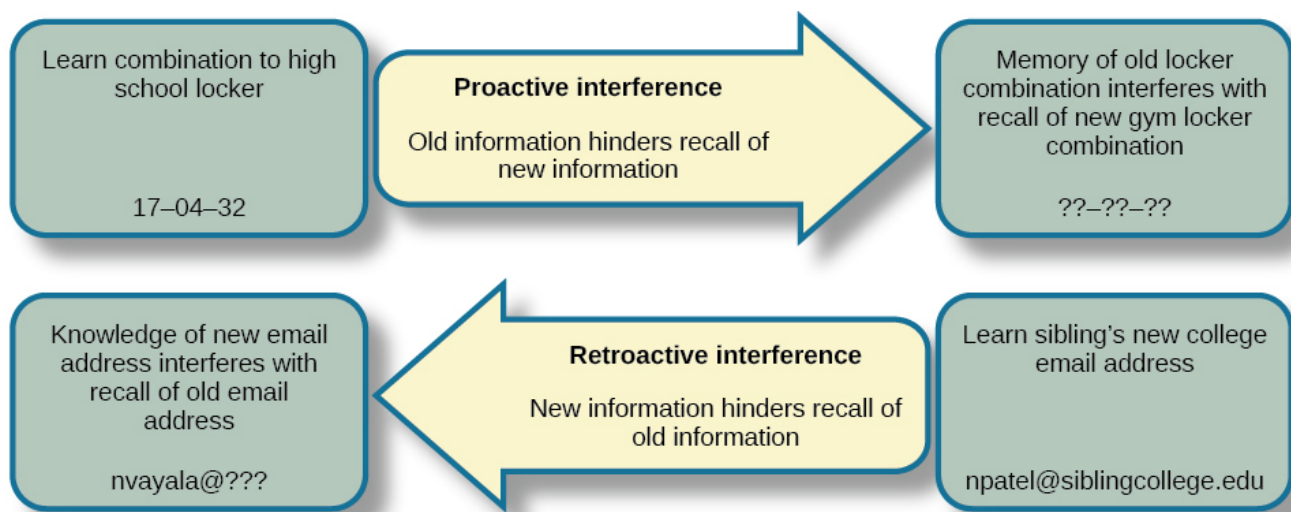 Learn combination to high
school locker
17–04–32
Proactive interference
Old information hinders recall of
new information
Memory of old locker
combination interferes with
recall of new gym locker
combination
??–??–??
Knowledge of new email
address interferes with
recall of old email
address
nvayala@???
Retroactive interference
New information hinders recall of
old information
Learn sibling’s new college
email address
npatel@siblingcollege.edu